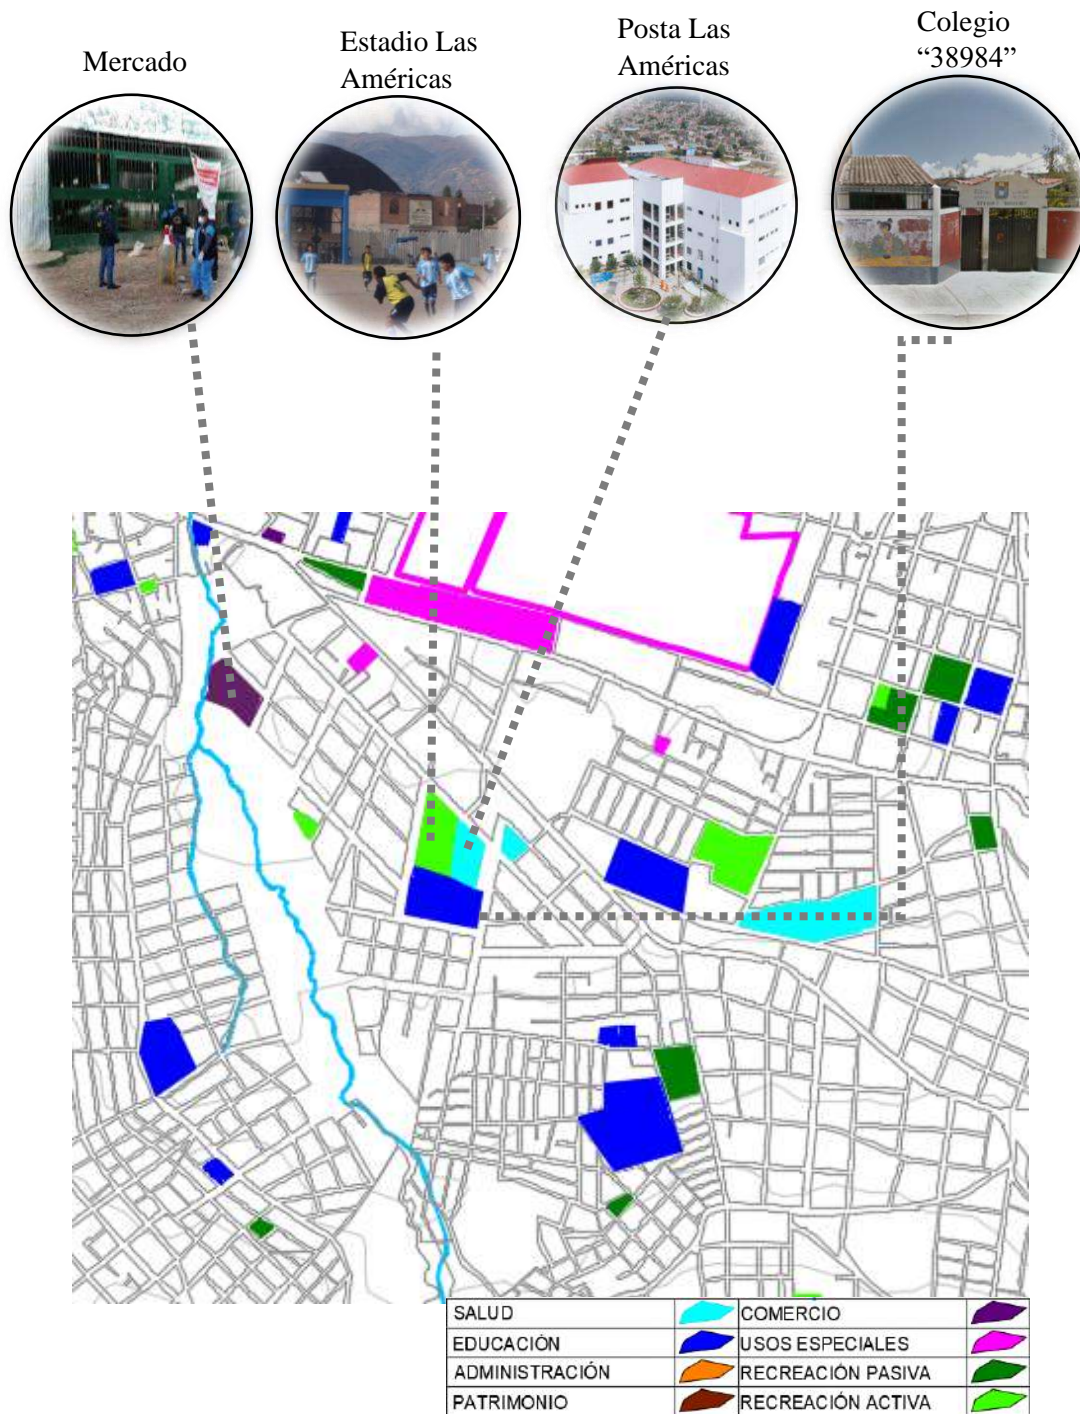 Mercado
Estadio Las
Américas
Posta Las
Américas
Colegio
“38984”
SALUD
COMERCIO
EDUCACIÓN
USOS ESPECIALES
ADMINISTRACIÓN
RECREACIÓN PASIVA
PATRIMONIO
RECREACIÓN ACTIVA